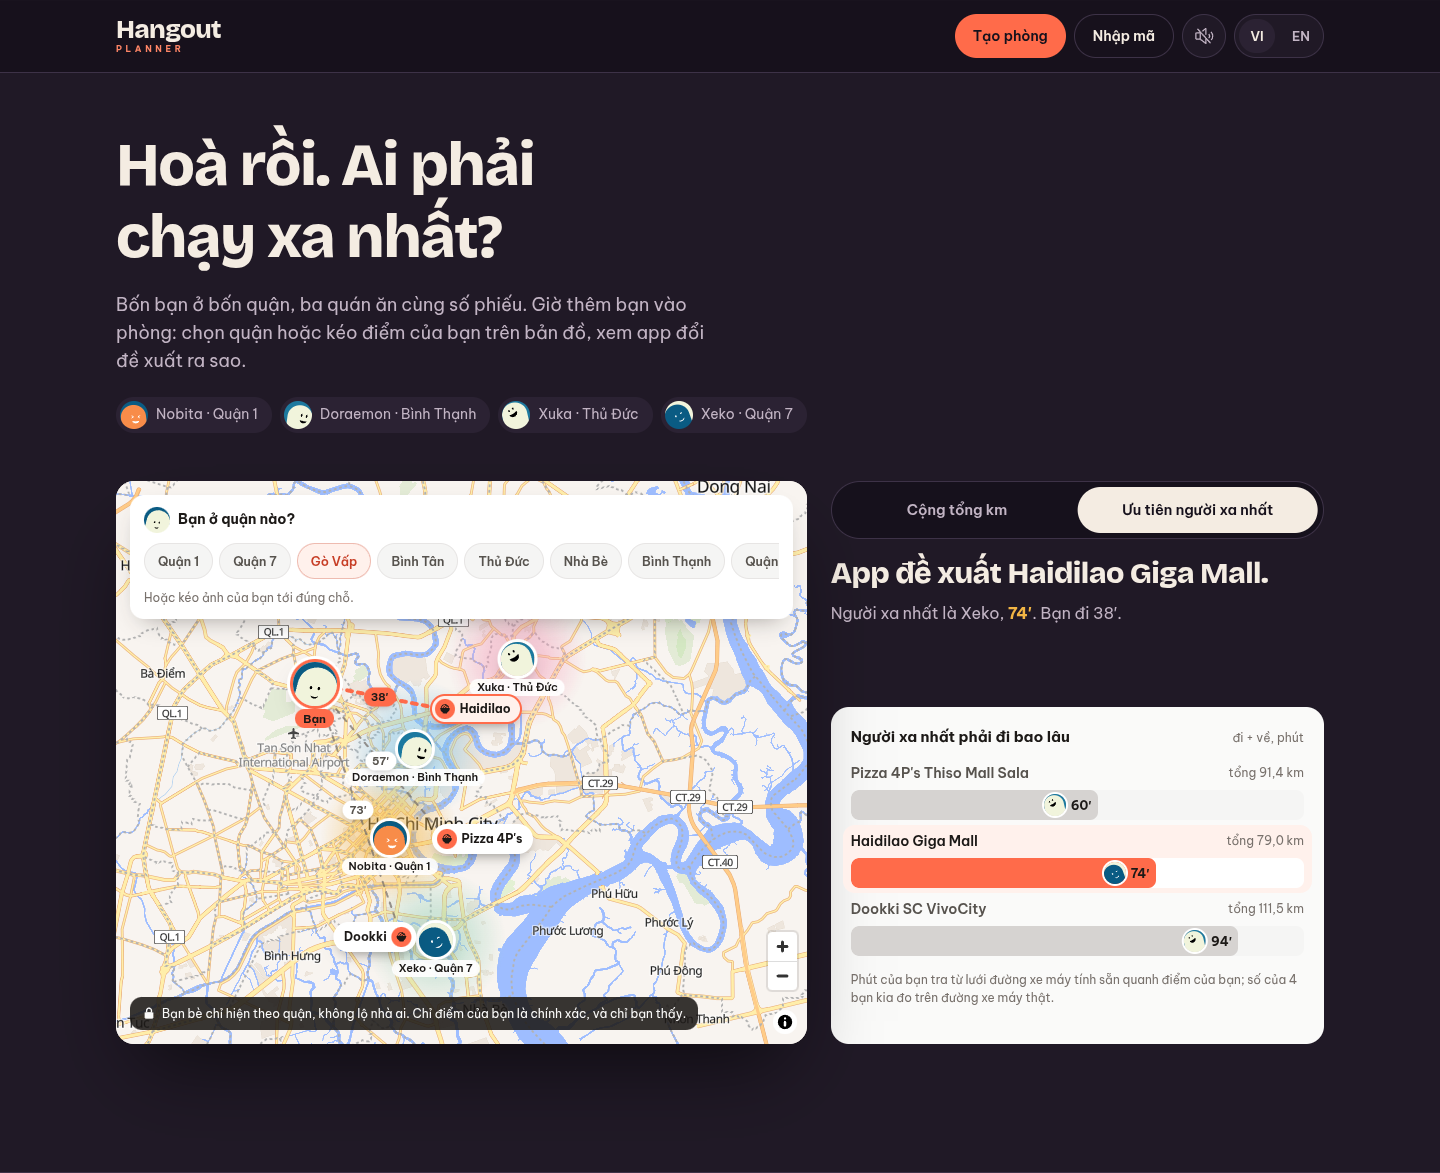 Hangout
PLANNER
Tạo phòng
Nhập mã
VI
EN
Hoà rồi. Ai phải
chạy xa nhất?
Bốn bạn ở bốn quận, ba quán ăn cùng số phiếu. Giờ thêm bạn vào
phòng: chọn quận hoặc kéo điểm của bạn trên bản đồ, xem app đổi
đề xuất ra sao.
Nobita · Quận 1
Doraemon · Bình Thạnh
Xuka · Thủ Đức
Xeko · Quận 7
Dong Nai
Bạn ở quận nào?
Quận 1
Quận 7
Gò Vấp
Bình Tân
Thủ Đức
Nhà Bè
Bình Thạnh
Quận
Hoặc kéo ảnh của bạn tới đúng chỗ.
QL.1
QL.1
Bà Điểm
Xuka · Thủ Đức
38′
Haidilao
QL.1
Bạn
Tan Son Nhat
International Airport
57′
Doraemon · Bình Thạnh
CT.29
CT.29
CT.29
73′
Chi Minh City
Pizza 4P's
Nobita · Quận 1
CT.40
Phú Hữu
Phước Lý
Phước Lương
Dookki
QL.1
Bình Hưng
Xeko · Quận 7
Phú Đông
Bạn bè chỉ hiện theo quận, không lộ nhà ai. Chỉ điểm của bạn là chính xác, và chỉ bạn thấy.
Thanh
Cộng tổng km
Ưu tiên người xa nhất
App đề xuất Haidilao Giga Mall.
Người xa nhất là Xeko, 74′. Bạn đi 38′.
Người xa nhất phải đi bao lâu
đi + về, phút
Pizza 4P's Thiso Mall Sala
tổng 91,4 km
60′
Haidilao Giga Mall
tổng 79,0 km
74′
Dookki SC VivoCity
tổng 111,5 km
94′
Phút của bạn tra từ lưới đường xe máy tính sẵn quanh điểm của bạn; số của 4
bạn kia đo trên đường xe máy thật.